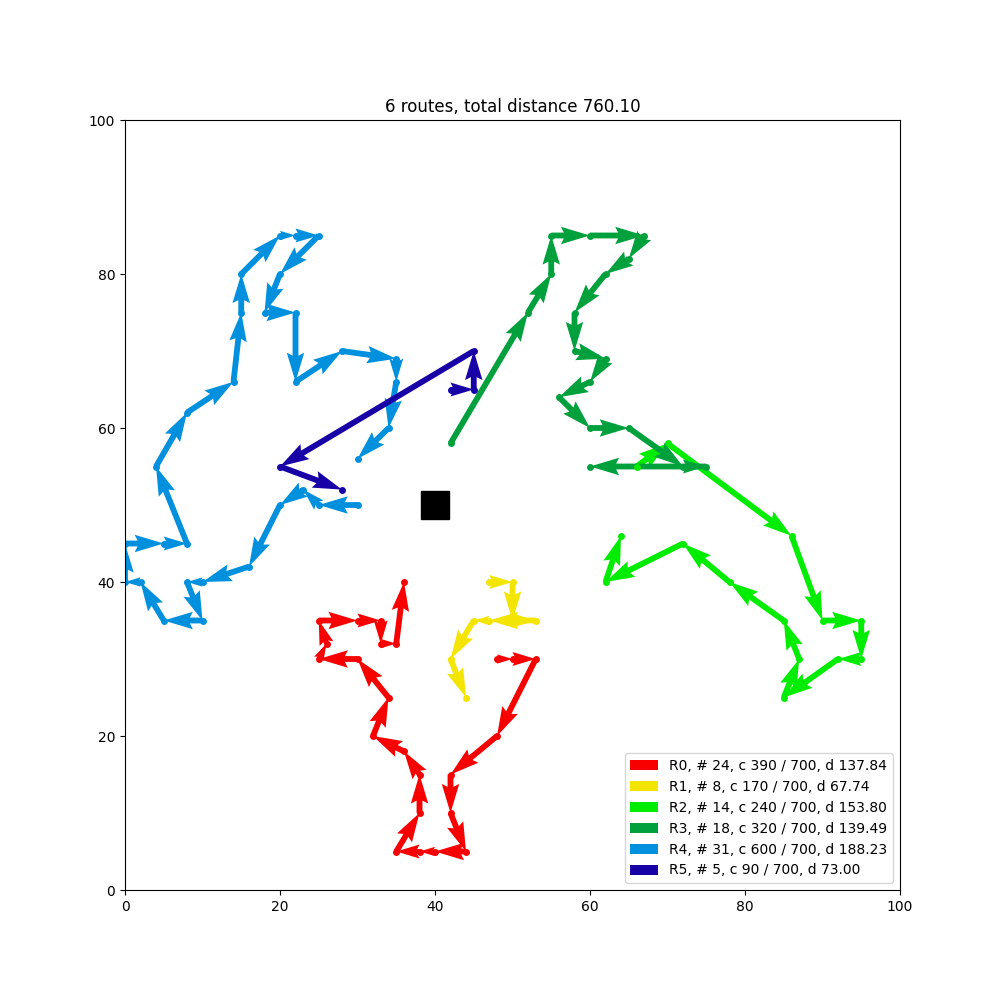 6 routes, total distance 760.10
100
80
60
40
20
0
0 20 40 60 80 100
R0, # 24, c 390 / 700, d 137.84
R1, # 8, c 170 / 700, d 67.74
R2, # 14, c 240 / 700, d 153.80
R3, # 18, c 320 / 700, d 139.49
R4, # 31, c 600 / 700, d 188.23
R5, # 5, c 90 / 700, d 73.00